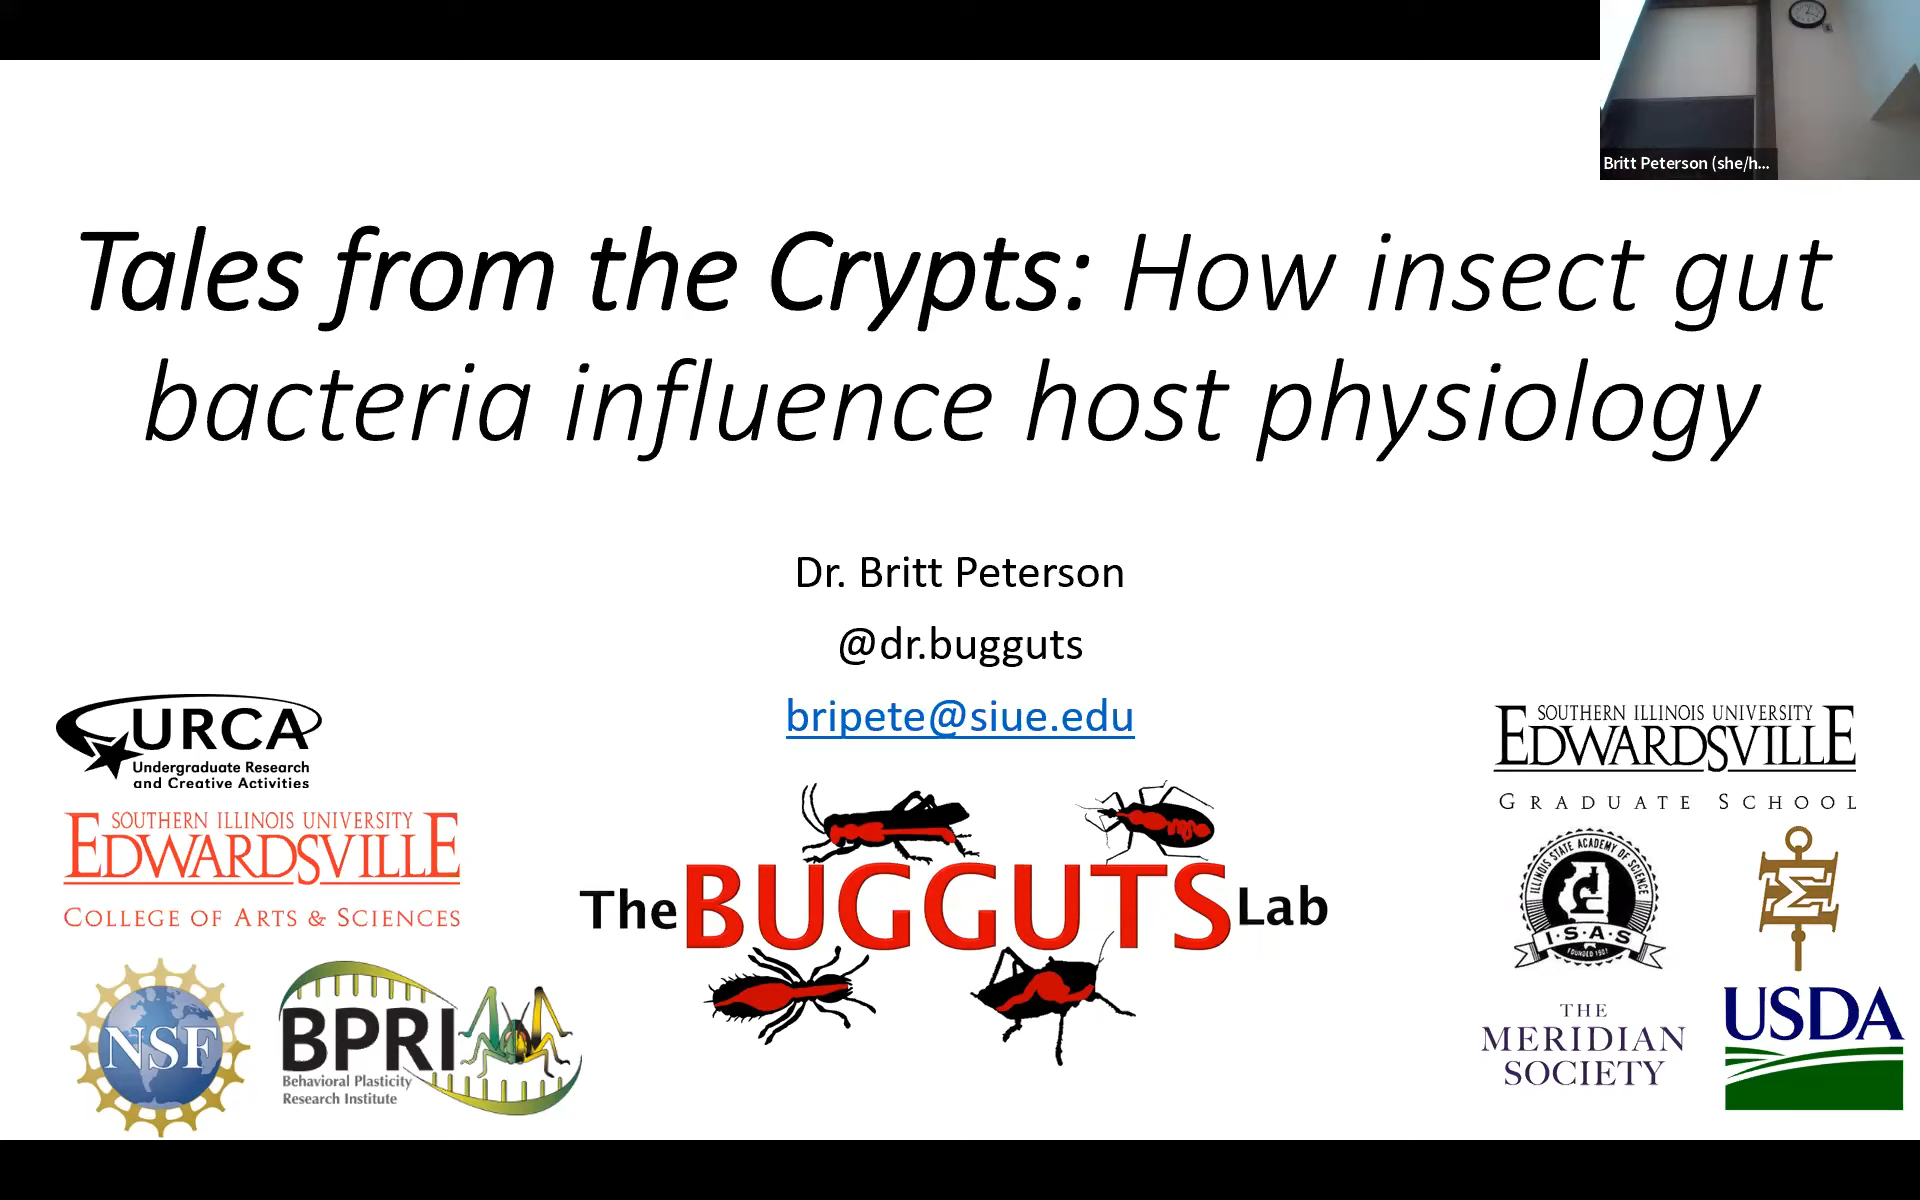 Britt Peterson (she/h...
Tales from the Crypts: How insect gut
bacteria influence host physiology
Dr. Britt Peterson
@dr.bugguts
bripete@siue.edu
URCA
Undergraduate Research
and Creative Activities
SOUTHERN ILLINOIS UNIVERSITY
EDWARDSVILLE
COLLEGE OF ARTS & SCIENCES
NSF
BPRI
Behavioral Plasticity
Research Institute
The BUGGUTS Lab
SOUTHERN ILLINOIS UNIVERSITY
EDWARDSVILLE
GRADUATE SCHOOL
ILLINOIS STATE ACADEMY OF SCIENCE
I·S·A·S
FOUNDED 1907
Σ
THE
MERIDIAN
SOCIETY
USDA